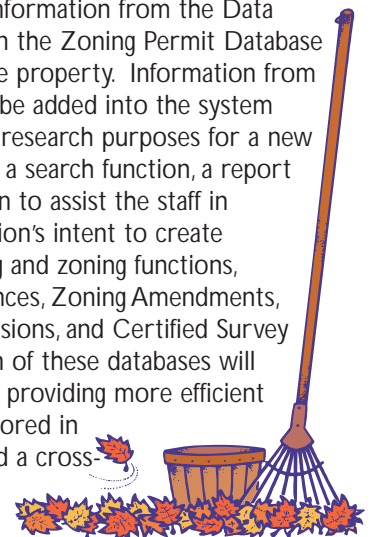 nformation from the Data
n the Zoning Permit Database
e property. Information from
be added into the system
research purposes for a new
a search function, a report
n to assist the staff in
ion's intent to create
g and zoning functions,
nces, Zoning Amendments,
sions, and Certified Survey
n of these databases will
providing more efficient
ored in
d a cross-